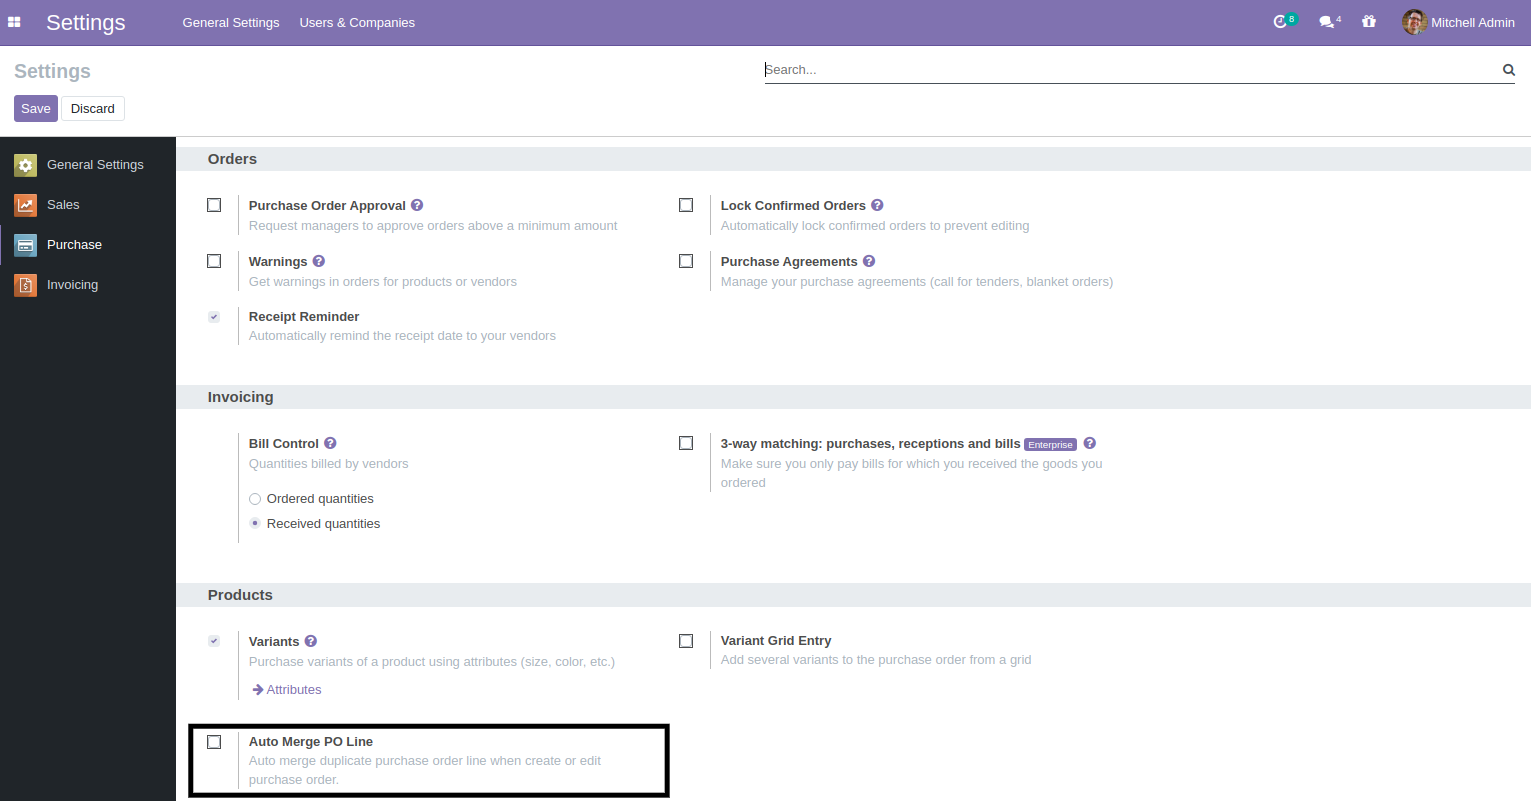 Settings General Settings Users & Companies 8 4 Mitchell Admin
Settings
Search...
Save Discard
General Settings
Sales
Purchase
Invoicing
Orders
Purchase Order Approval ?
Request managers to approve orders above a minimum amount
Lock Confirmed Orders ?
Automatically lock confirmed orders to prevent editing
Warnings ?
Get warnings in orders for products or vendors
Purchase Agreements ?
Manage your purchase agreements (call for tenders, blanket orders)
Receipt Reminder
Automatically remind the receipt date to your vendors
Invoicing
Bill Control ?
Quantities billed by vendors
Ordered quantities
Received quantities
3-way matching: purchases, receptions and bills Enterprise ?
Make sure you only pay bills for which you received the goods you
ordered
Products
Variants ?
Purchase variants of a product using attributes (size, color, etc.)
Attributes
Variant Grid Entry
Add several variants to the purchase order from a grid
Auto Merge PO Line
Auto merge duplicate purchase order line when create or edit
purchase order.